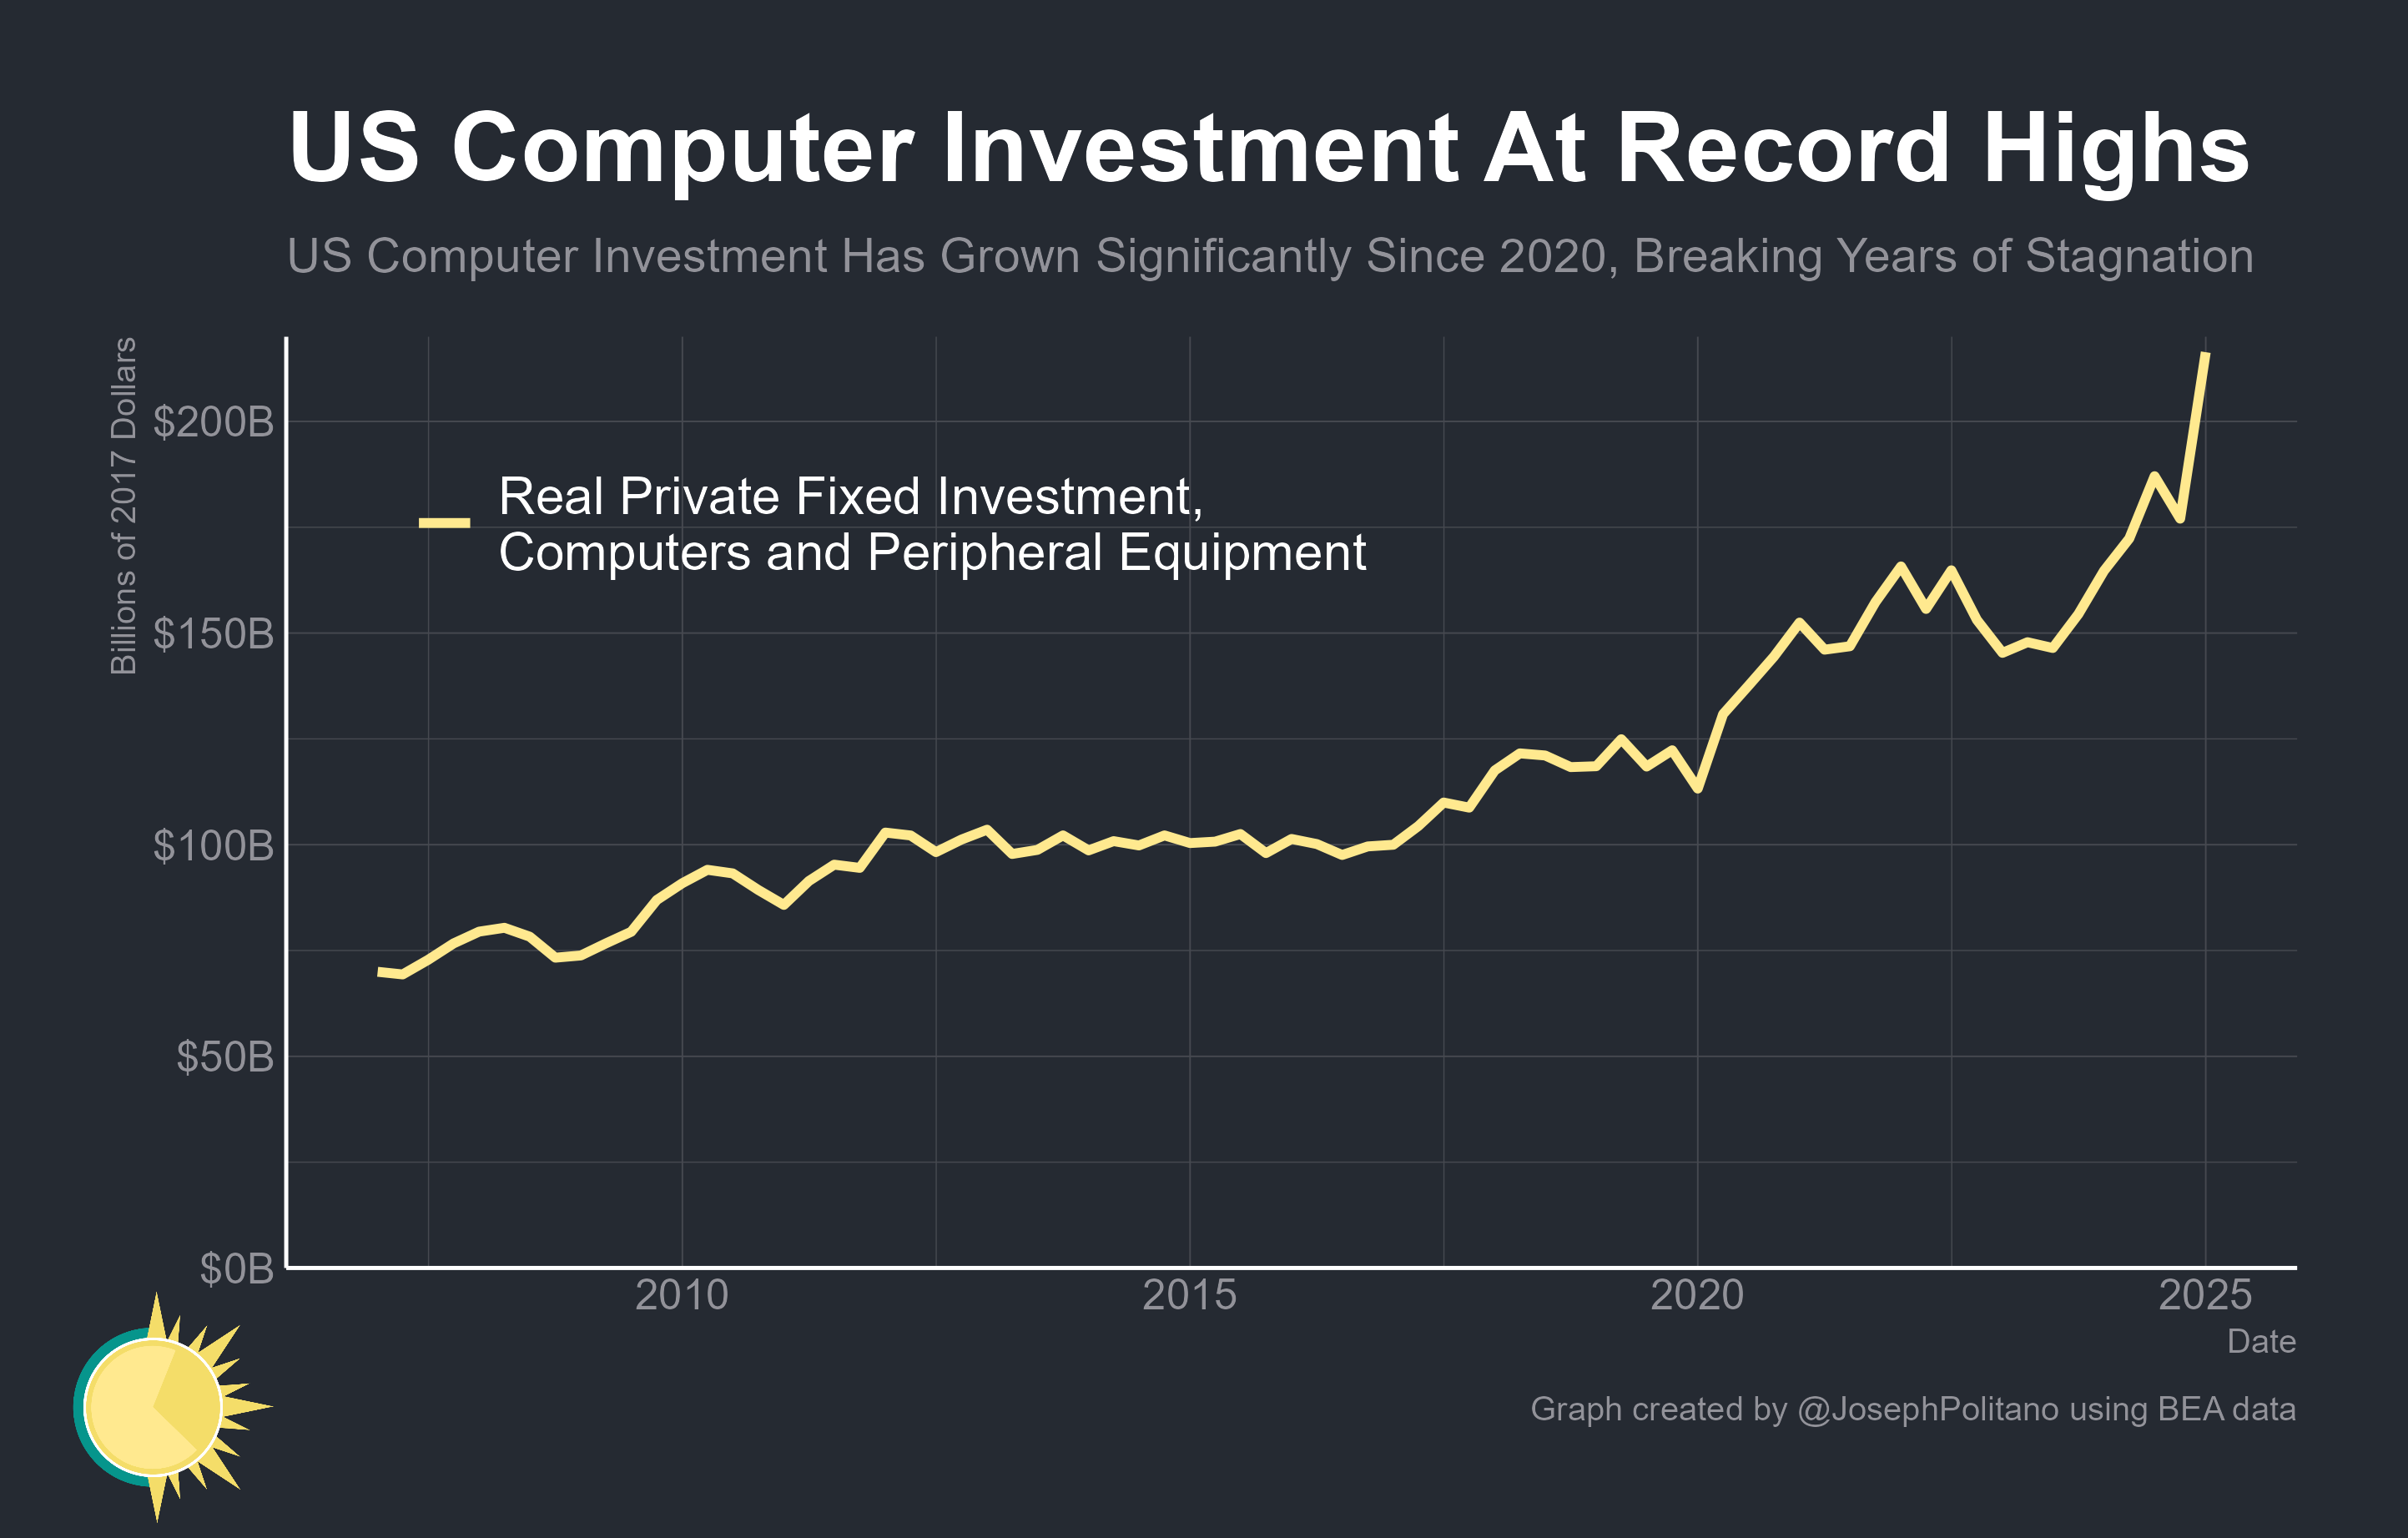 US Computer Investment At Record Highs
US Computer Investment Has Grown Significantly Since 2020, Breaking Years of Stagnation
Billions of 2017 Dollars
$200B
$150B
$100B
$50B
$0B
Real Private Fixed Investment,
Computers and Peripheral Equipment
2010
2015
2020
2025
Date
Graph created by @JosephPolitano using BEA data